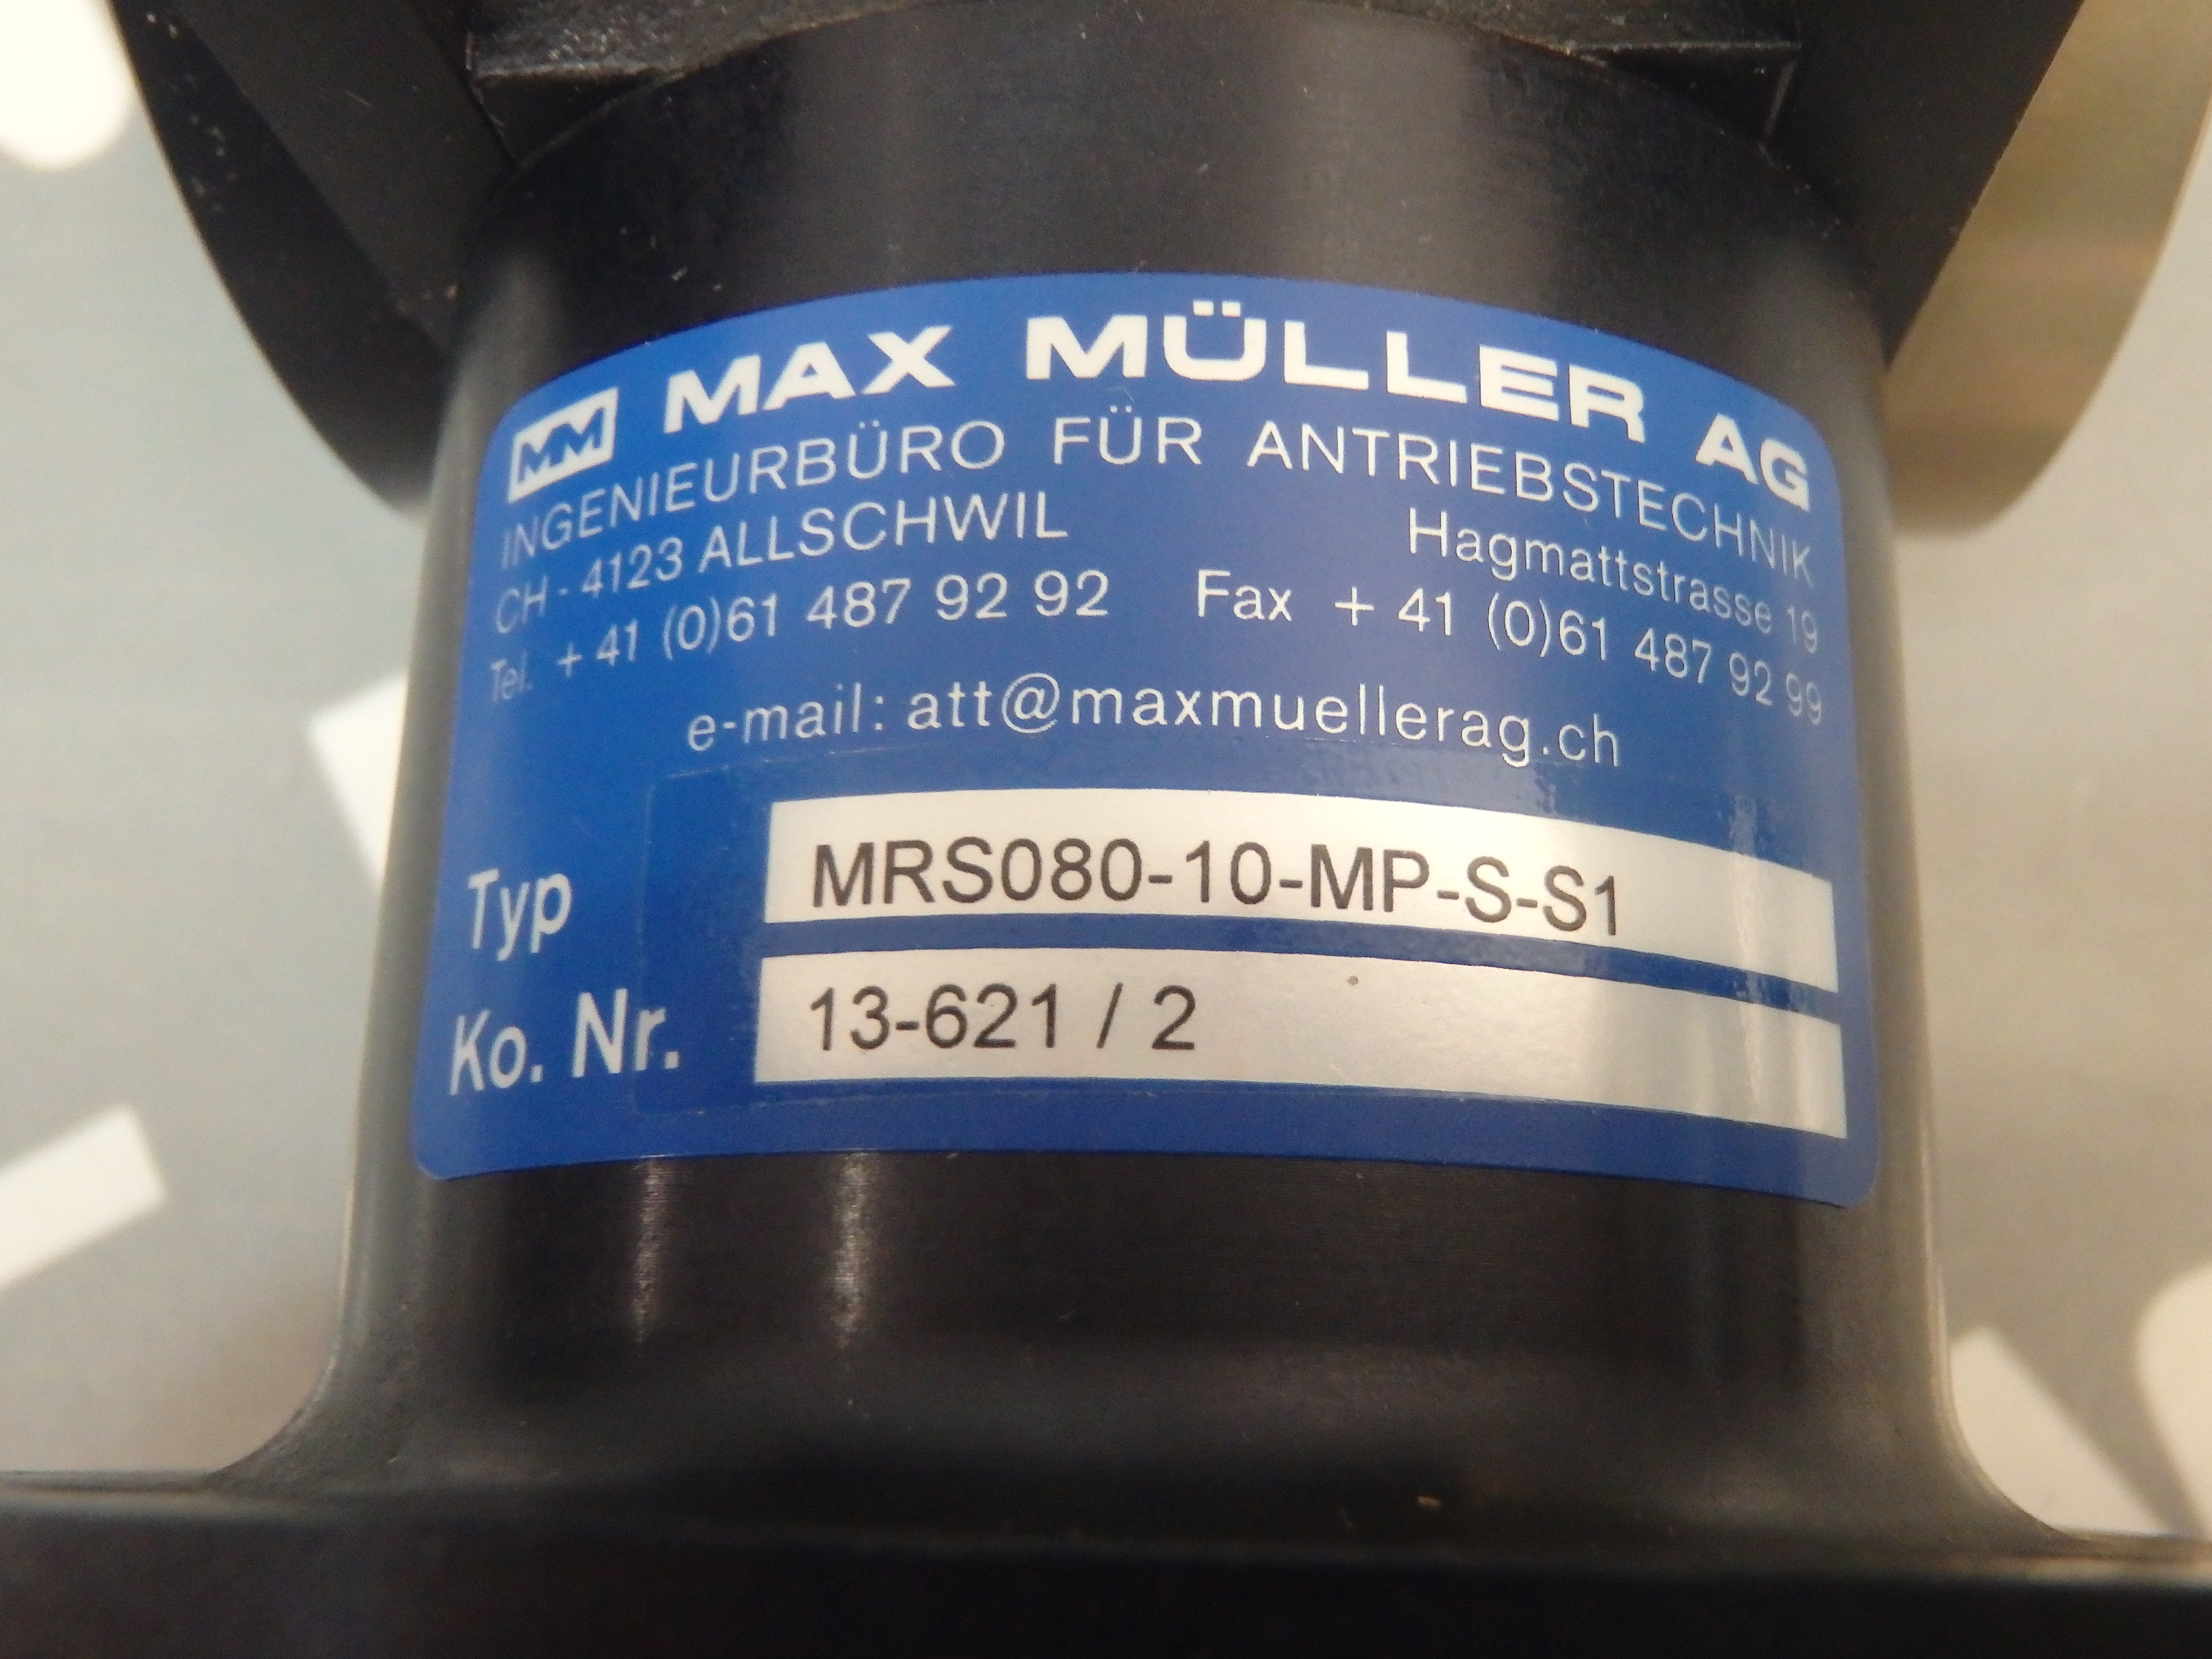 MM MAX MÜLLER AG
INGENIEURBÜRO FÜR ANTRIEBSTECHNIK
CH - 4123 ALLSCHWIL Hagmattstrasse 19
Tel. + 41 (0)61 487 92 92 Fax + 41 (0)61 487 92 99
e-mail: att@maxmuellerag.ch
Typ MRS080-10-MP-S-S1
Ko. Nr. 13-621 / 2